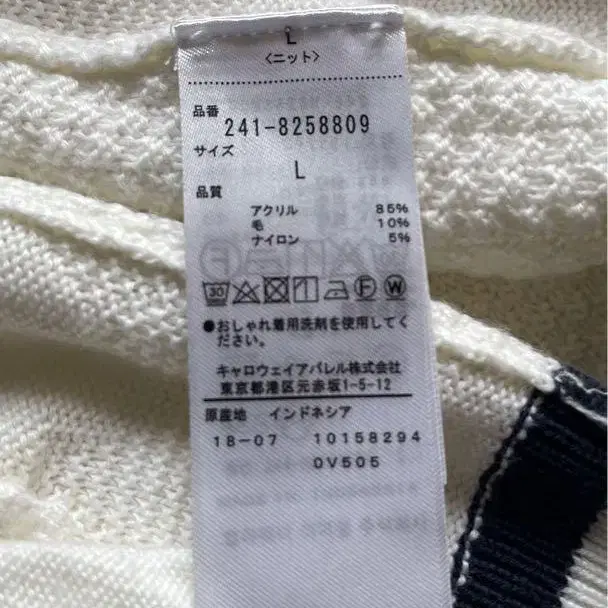 L
〈ニット〉
品番
241-8258809
サイズ
L
品質
アクリル 85%
毛 10%
ナイロン 5%
30 F W
●おしゃれ着用洗剤を使用してく
ださい。
キャロウェイアパレル株式会社
東京都港区元赤坂1-5-12
原産地 インドネシア
18-07 10158294
0V505